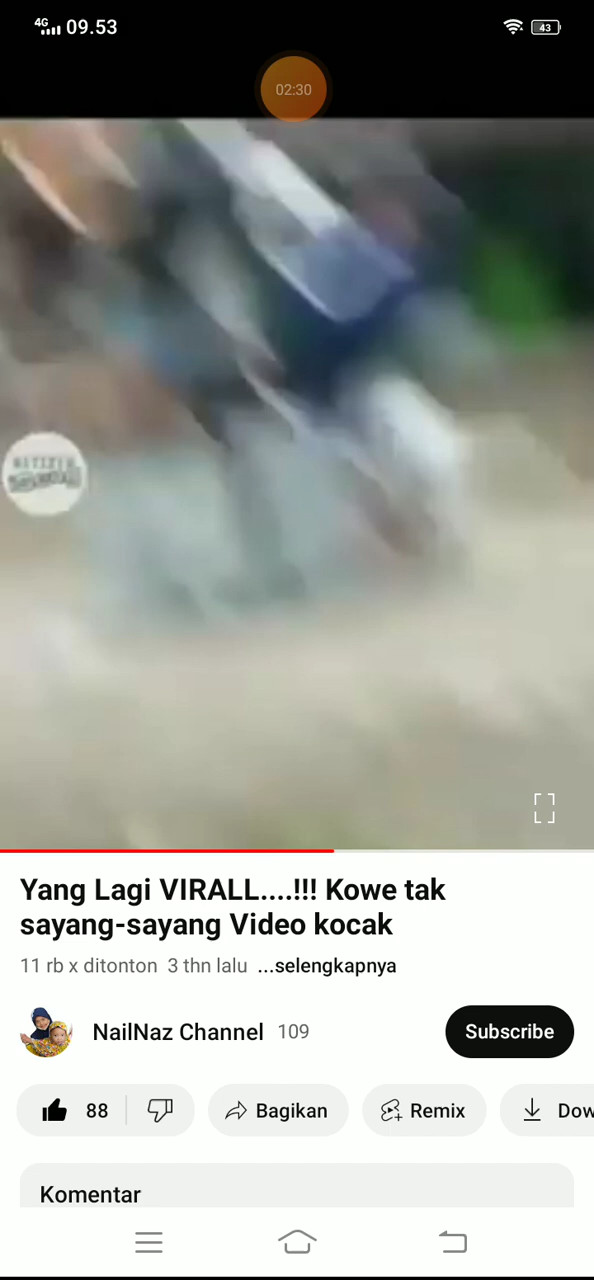 4G 09.53 43
02:30
Yang Lagi VIRALL....!!! Kowe tak
sayang-sayang Video kocak
11 rb x ditonton 3 thn lalu ...selengkapnya
NailNaz Channel 109 Subscribe
88 Bagikan Remix Dow
Komentar